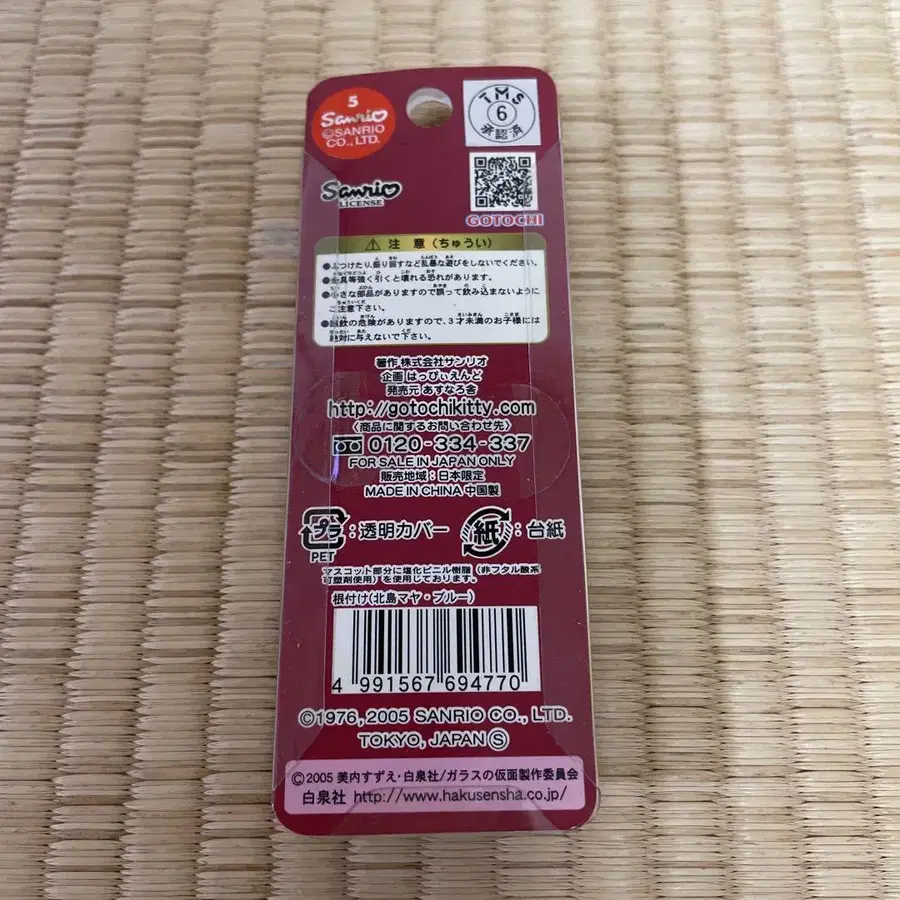 5
Sanrio
©SANRIO
CO., LTD.
TMS
6
承認済
Sanrio
LICENSE
GOTOCHI
⚠注 意(ちゅうい)
●ぶつけたり、振り回すなど乱暴な遊びをしないでください。
●金具等強く引くと壊れる恐れがあります。
●小さな部品がありますので誤って飲み込まないように
ご注意下さい。
●誤飲の危険がありますので、3才未満のお子様には
絶対に与えないで下さい。
著作 株式会社サンリオ
企画 はっぴぃえんど
発売元 あすなろ舎
http://gotochikitty.com
〈商品に関するお問い合わせ先〉
0120-334-337
FOR SALE IN JAPAN ONLY
販売地域:日本限定
MADE IN CHINA 中国製
プラ:透明カバー
PET
紙:台紙
マスコット部分に塩化ビニル樹脂(非フタル酸系
可塑剤使用)を使用しております。
根付け(北島マヤ・ブルー)
4 991567 694770
©1976, 2005 SANRIO CO., LTD.
TOKYO, JAPAN Ⓢ
©2005 美内すずえ・白泉社/ガラスの仮面製作委員会
白泉社 http://www.hakusensha.co.jp/